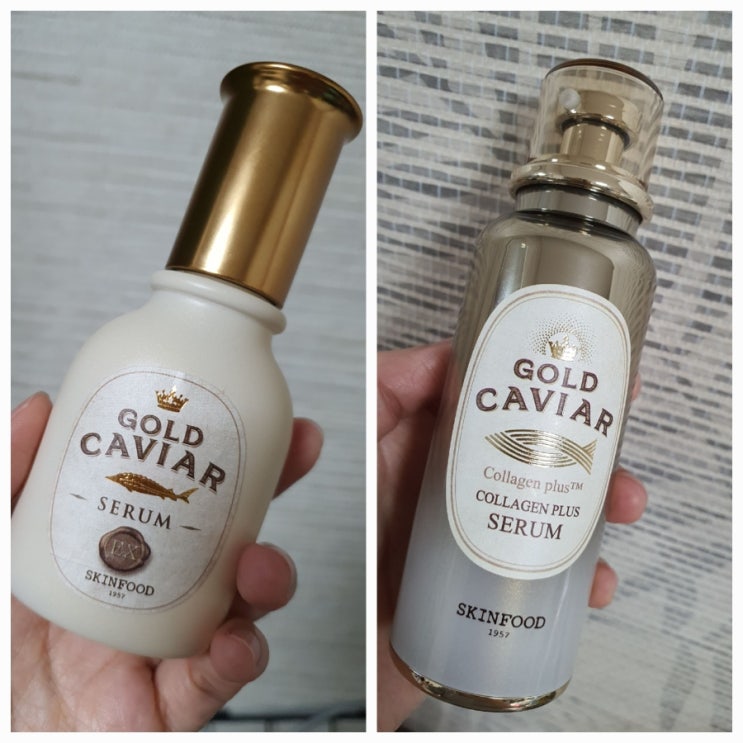 GOLD
CAVIAR
SERUM
EX
SKINFOOD
1957
GOLD
CAVIAR
Collagen plus™
COLLAGEN PLUS
SERUM
SKINFOOD
1957